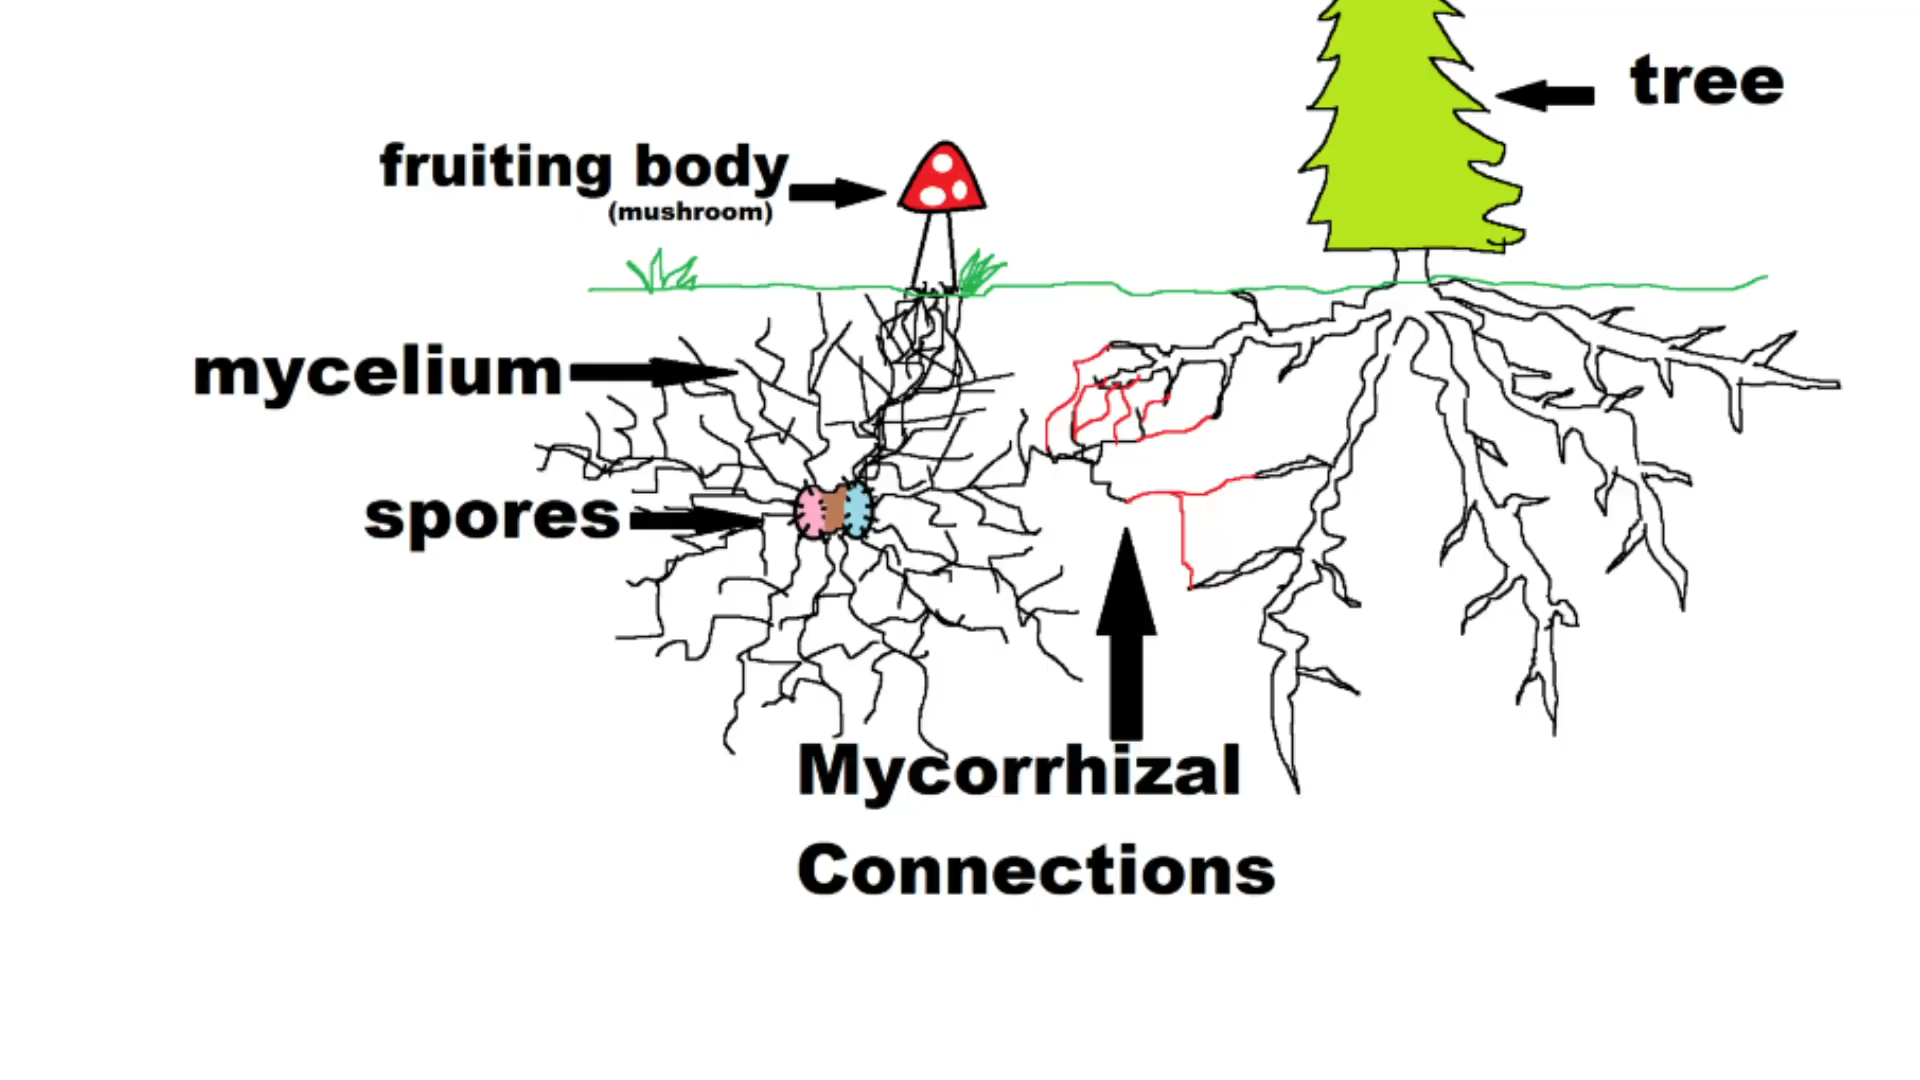 tree
fruiting body
(mushroom)
mycelium
spores
Mycorrhizal
Connections